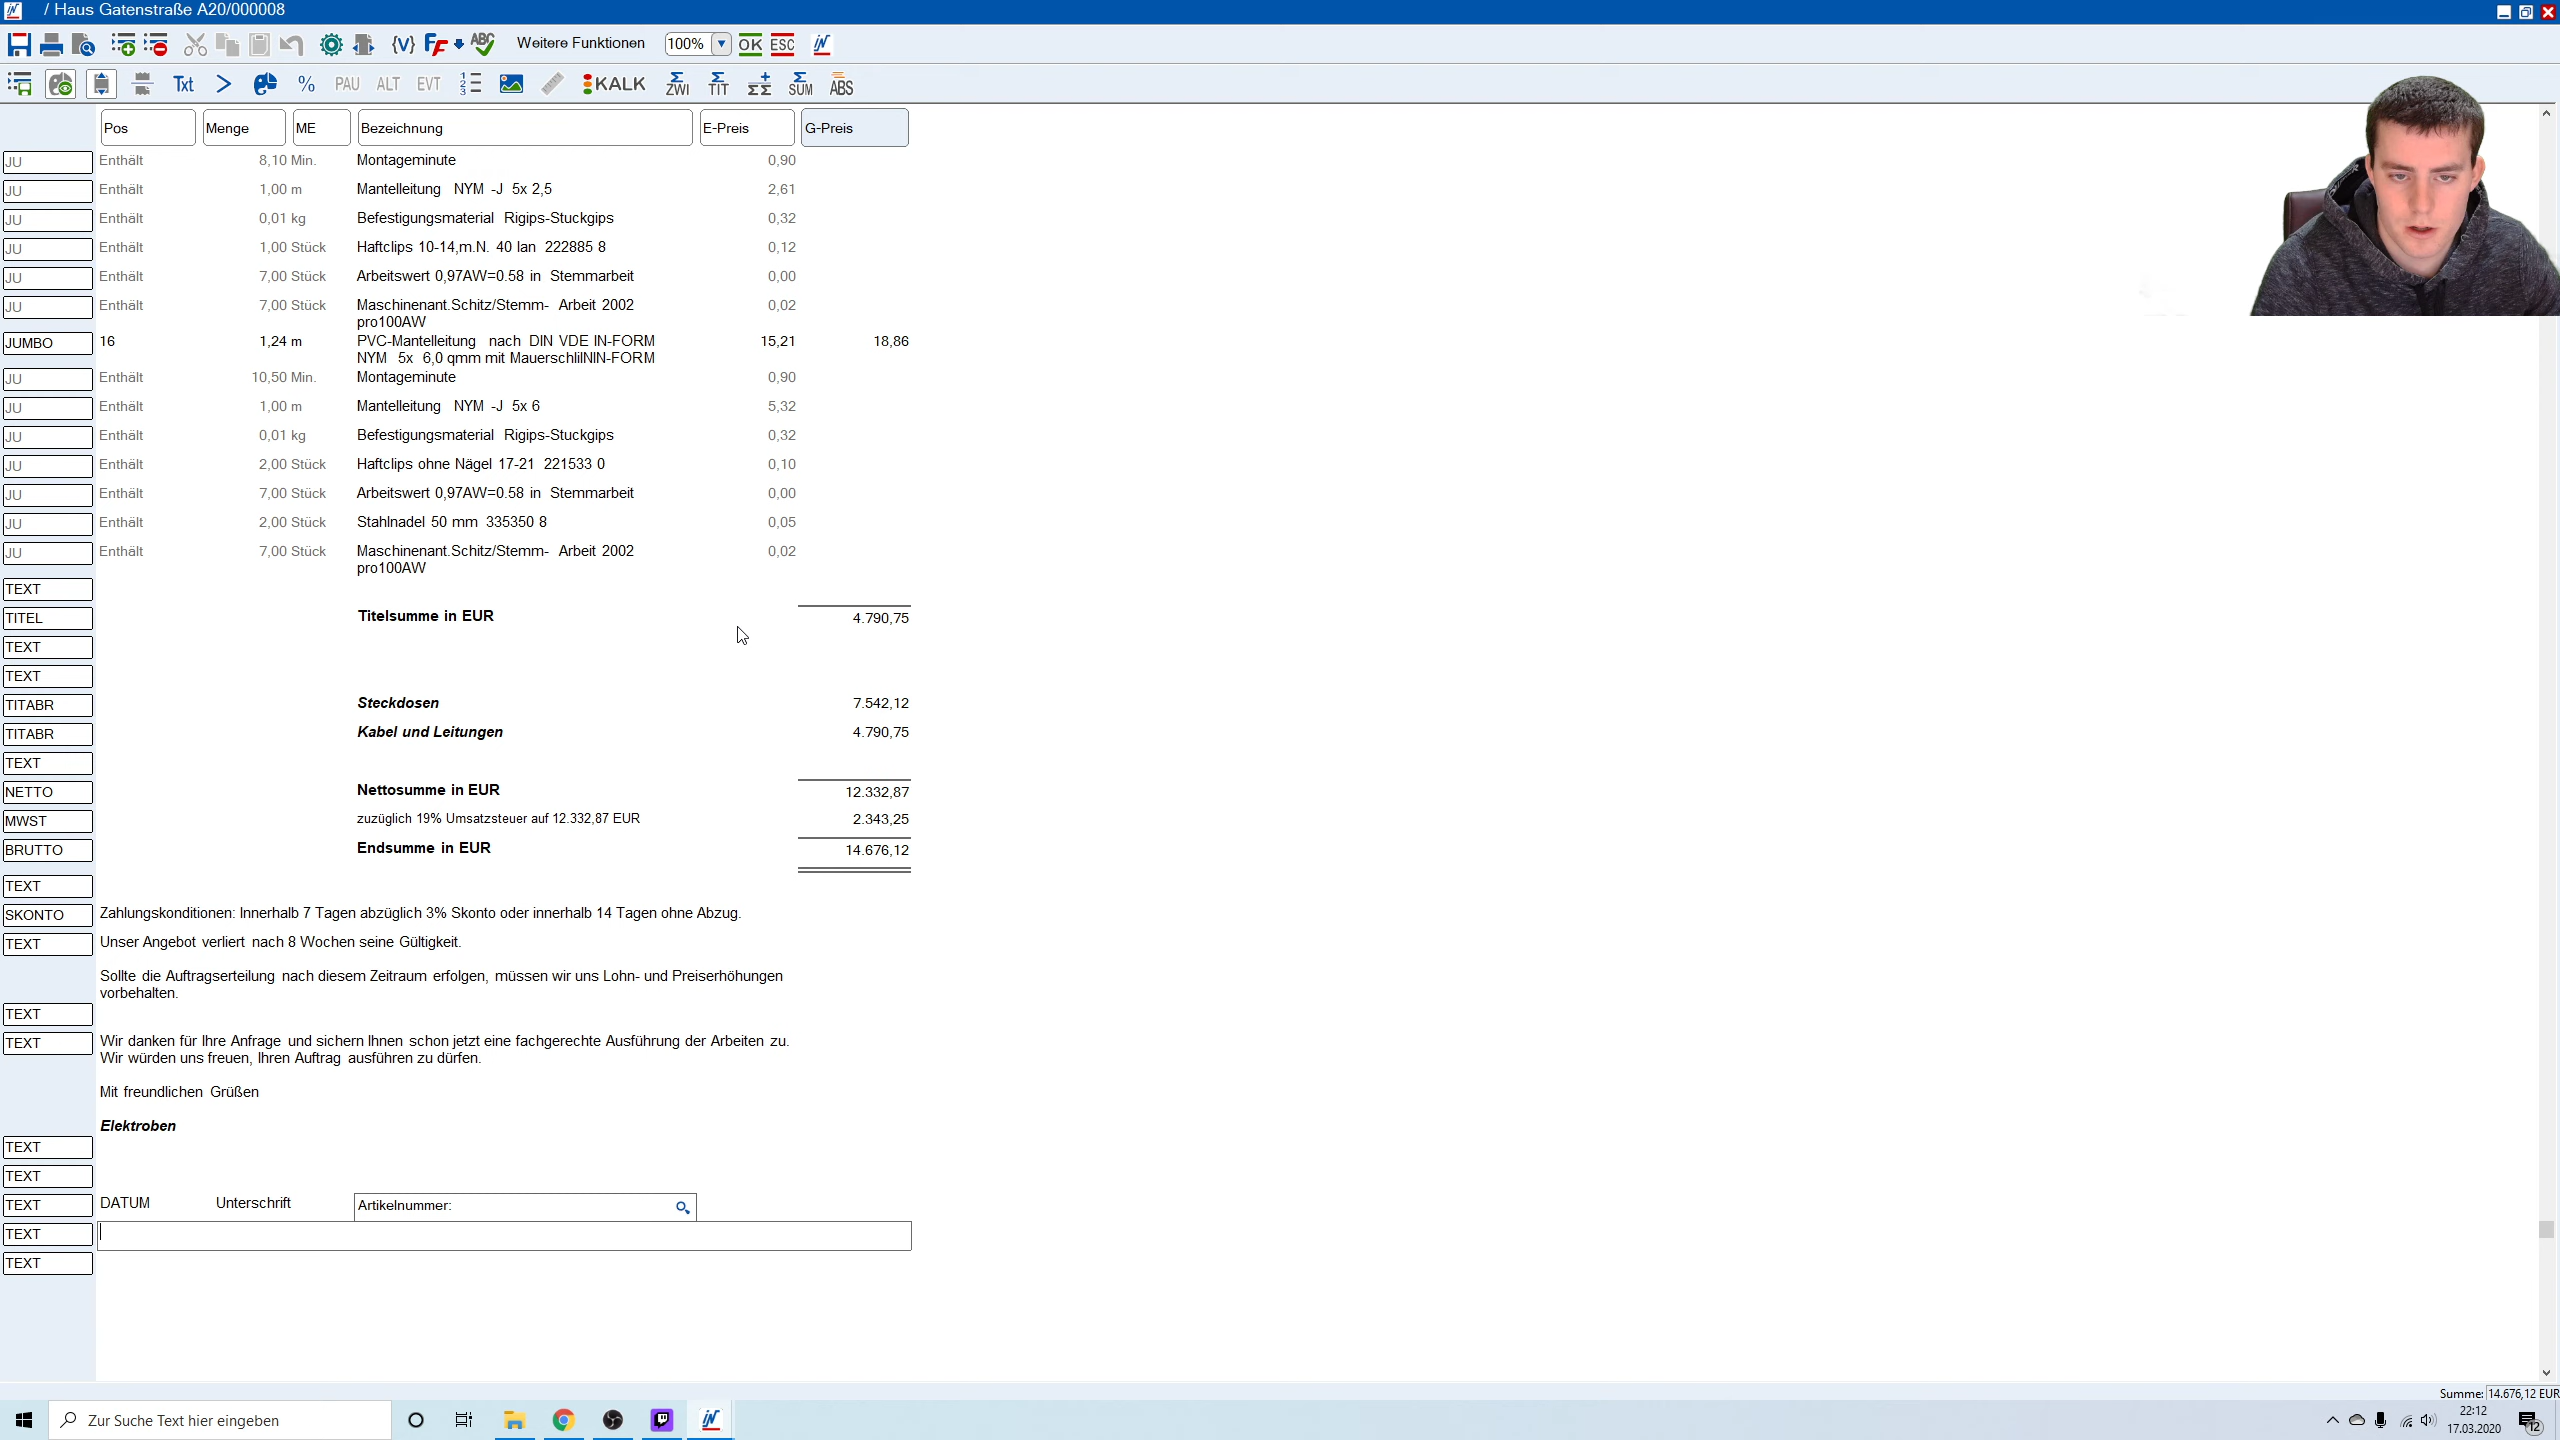 / Haus Gatenstraße A20/000008
{V} FF ABC Weitere Funktionen 100% OK ESC
Txt > % PAU ALT EVT KALK ZWI TIT SUM ABS
Pos Menge ME Bezeichnung E-Preis G-Preis
JU Enthält 8,10 Min. Montageminute 0,90
JU Enthält 1,00 m Mantelleitung NYM -J 5x 2,5 2,61
JU Enthält 0,01 kg Befestigungsmaterial Rigips-Stuckgips 0,32
JU Enthält 1,00 Stück Haftclips 10-14,m.N. 40 lan 222885 8 0,12
JU Enthält 7,00 Stück Arbeitswert 0,97AW=0.58 in Stemmarbeit 0,00
JU Enthält 7,00 Stück Maschinenant.Schitz/Stemm- Arbeit 2002 0,02
pro100AW
JUMBO 16 1,24 m PVC-Mantelleitung nach DIN VDE IN-FORM 15,21 18,86
NYM 5x 6,0 qmm mit MauerschlilNIN-FORM
JU Enthält 10,50 Min. Montageminute 0,90
JU Enthält 1,00 m Mantelleitung NYM -J 5x 6 5,32
JU Enthält 0,01 kg Befestigungsmaterial Rigips-Stuckgips 0,32
JU Enthält 2,00 Stück Haftclips ohne Nägel 17-21 221533 0 0,10
JU Enthält 7,00 Stück Arbeitswert 0,97AW=0.58 in Stemmarbeit 0,00
JU Enthält 2,00 Stück Stahlnadel 50 mm 335350 8 0,05
JU Enthält 7,00 Stück Maschinenant.Schitz/Stemm- Arbeit 2002 0,02
pro100AW
TEXT
TITEL Titelsumme in EUR 4.790,75
TEXT
TEXT
TITABR Steckdosen 7.542,12
TITABR Kabel und Leitungen 4.790,75
TEXT
NETTO Nettosumme in EUR 12.332,87
MWST zuzüglich 19% Umsatzsteuer auf 12.332,87 EUR 2.343,25
BRUTTO Endsumme in EUR 14.676,12
TEXT
SKONTO Zahlungskonditionen: Innerhalb 7 Tagen abzüglich 3% Skonto oder innerhalb 14 Tagen ohne Abzug.
TEXT Unser Angebot verliert nach 8 Wochen seine Gültigkeit.
Sollte die Auftragserteilung nach diesem Zeitraum erfolgen, müssen wir uns Lohn- und Preiserhöhungen
vorbehalten.
TEXT
TEXT Wir danken für Ihre Anfrage und sichern Ihnen schon jetzt eine fachgerechte Ausführung der Arbeiten zu.
Wir würden uns freuen, Ihren Auftrag ausführen zu dürfen.
Mit freundlichen Grüßen
Elektroben
TEXT
TEXT
TEXT DATUM Unterschrift Artikelnummer:
TEXT
TEXT
Summe: 14.676,12 EUR
Zur Suche Text hier eingeben
22:12
17.03.2020
12